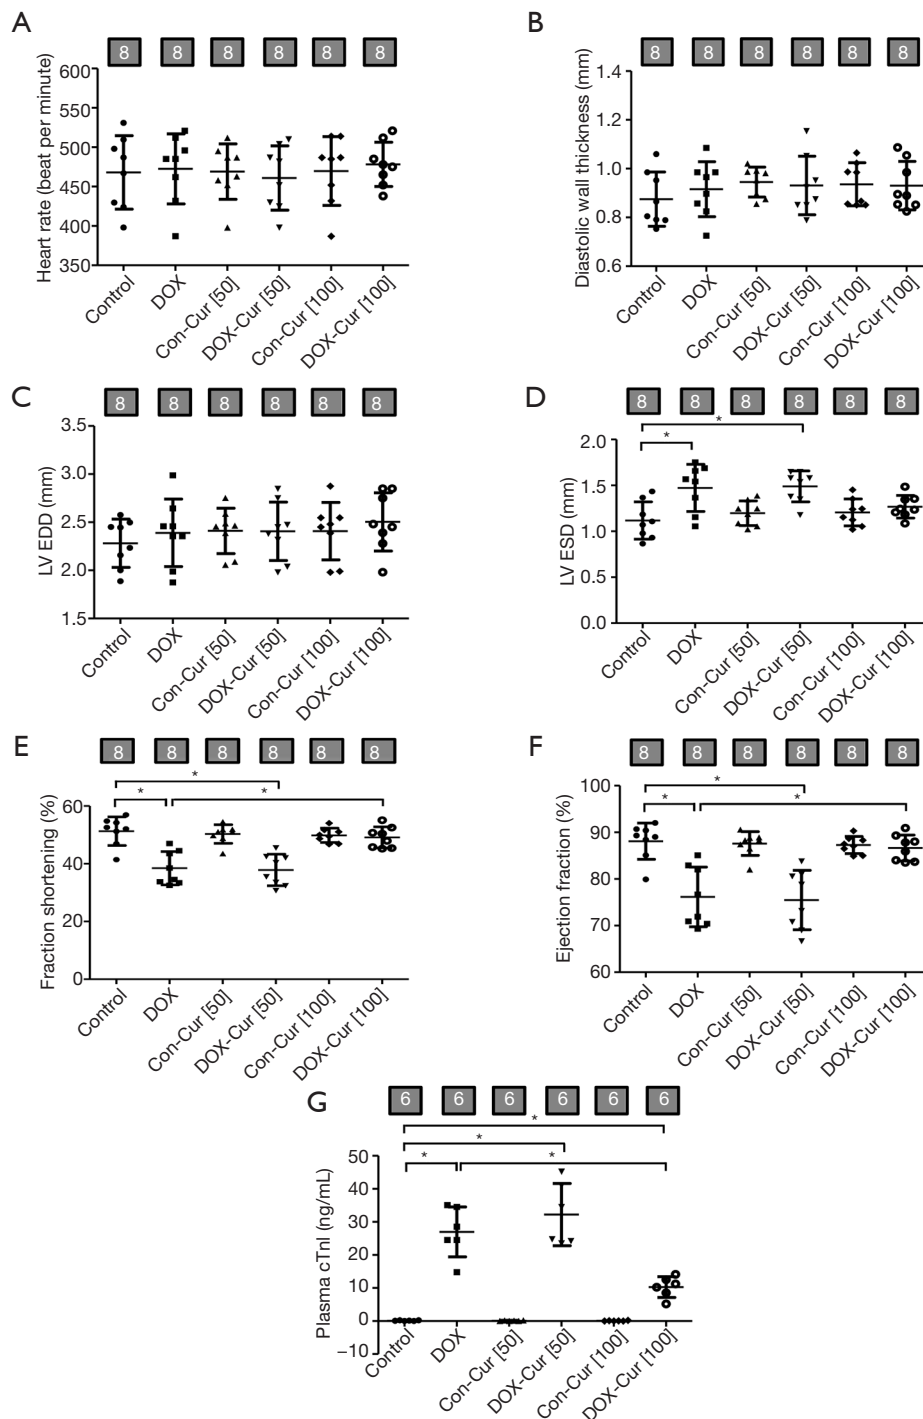 A
8 8 8 8 8 8
Heart rate (beat per minute)
600
550
500
450
400
350
Control
DOX
Con-Cur [50]
DOX-Cur [50]
Con-Cur [100]
DOX-Cur [100]
B
8 8 8 8 8 8
Diastolic wall thickness (mm)
1.4
1.2
1.0
0.8
0.6
Control
DOX
Con-Cur [50]
DOX-Cur [50]
Con-Cur [100]
DOX-Cur [100]
C
8 8 8 8 8 8
LV EDD (mm)
3.5
3.0
2.5
2.0
1.5
Control
DOX
Con-Cur [50]
DOX-Cur [50]
Con-Cur [100]
DOX-Cur [100]
D
8 8 8 8 8 8
*
*
LV ESD (mm)
2.0
1.5
1.0
0.5
0.0
Control
DOX
Con-Cur [50]
DOX-Cur [50]
Con-Cur [100]
DOX-Cur [100]
E
8 8 8 8 8 8
*
* *
Fraction shortening (%)
60
40
20
0
Control
DOX
Con-Cur [50]
DOX-Cur [50]
Con-Cur [100]
DOX-Cur [100]
F
8 8 8 8 8 8
*
* *
Ejection fraction (%)
100
90
80
70
60
Control
DOX
Con-Cur [50]
DOX-Cur [50]
Con-Cur [100]
DOX-Cur [100]
G
6 6 6 6 6 6
*
*
* *
Plasma cTnI (ng/mL)
50
40
30
20
10
0
−10
Control
DOX
Con-Cur [50]
DOX-Cur [50]
Con-Cur [100]
DOX-Cur [100]